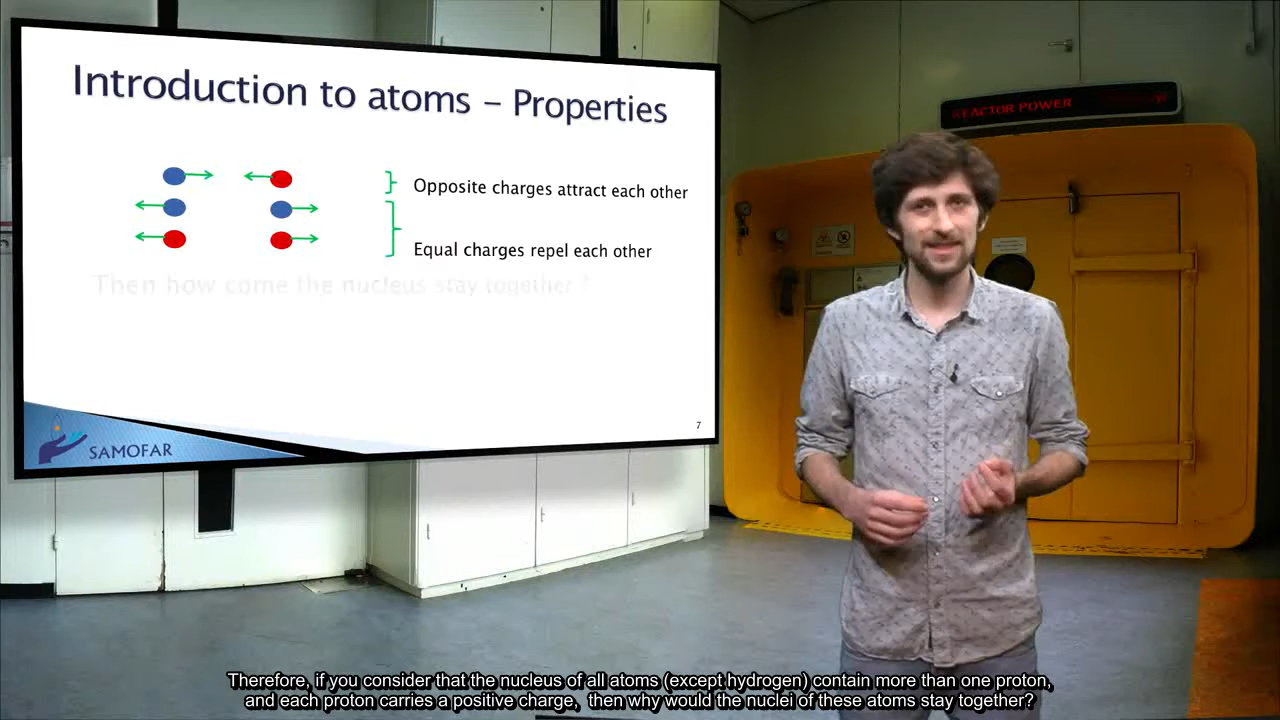 Introduction to atoms – Properties
Opposite charges attract each other
Equal charges repel each other
Then how come the nucleus stay together ?
SAMOFAR
7
REACTOR POWER
Therefore, if you consider that the nucleus of all atoms (except hydrogen) contain more than one proton,
and each proton carries a positive charge, then why would the nuclei of these atoms stay together?